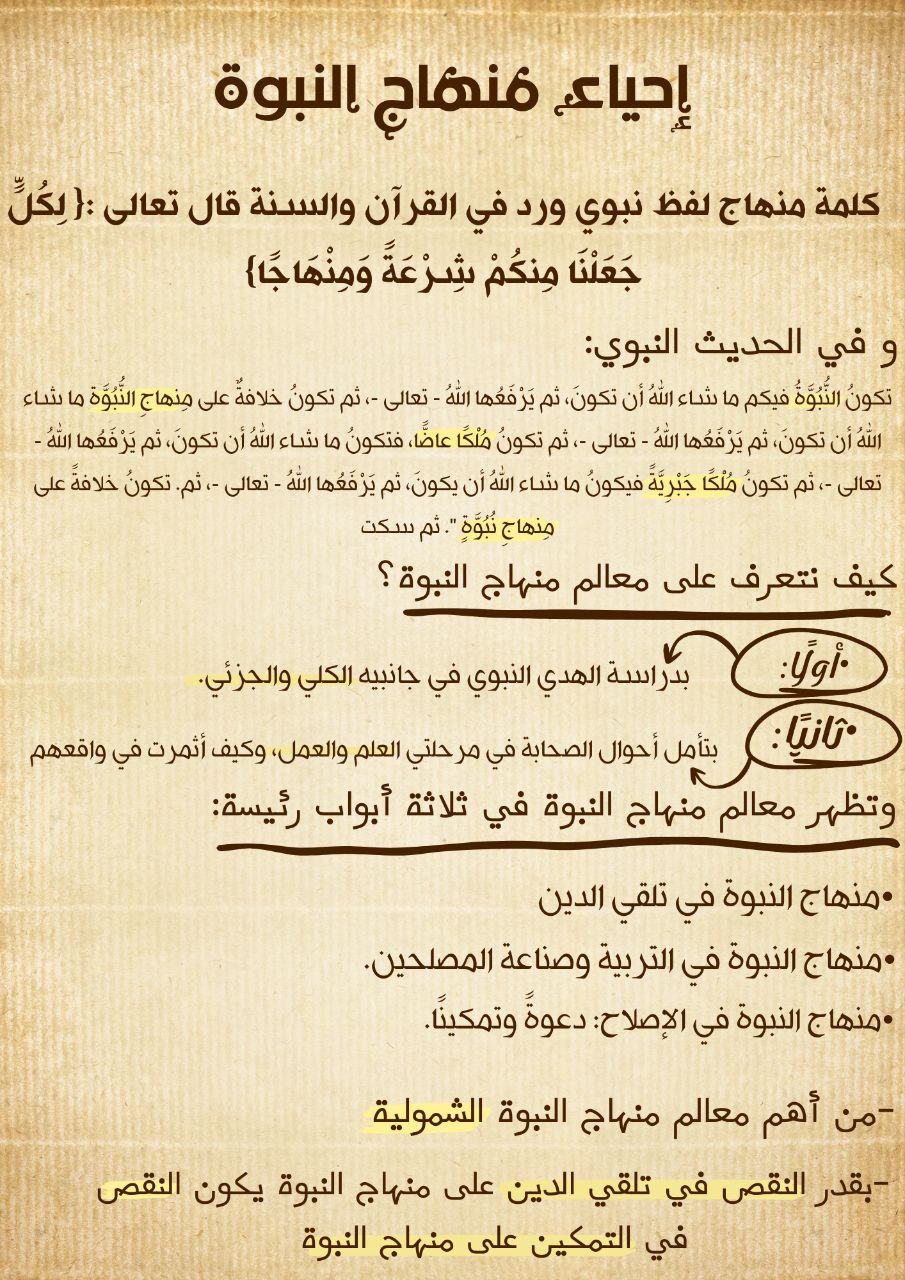 إحياء منهاج النبوة
كلمة منهاج لفظ نبوي ورد في القرآن والسنة قال تعالى :{ لِكُلٍّ
جَعَلْنَا مِنكُمْ شِرْعَةً وَمِنْهَاجًا}
و في الحديث النبوي:
تكونُ النُّبُوَّةُ فيكم ما شاء اللهُ أن تكونَ، ثم يَرْفَعُها اللهُ - تعالى -، ثم تكونُ خلافةٌ على مِنهاجِ النُّبُوَّةِ ما شاء
اللهُ أن تكونَ، ثم يَرْفَعُها اللهُ - تعالى -، ثم تكونُ مُلْكًا عاضًّا، فتكونُ ما شاء اللهُ أن تكونَ، ثم يَرْفَعُها اللهُ -
تعالى -، ثم تكونُ مُلْكًا جَبْرِيَّةً فيكونُ ما شاء اللهُ أن يكونَ، ثم يَرْفَعُها اللهُ - تعالى -، ثم. تكونُ خلافةً على
مِنهاجِ نُبُوَّةٍ ". ثم سكت
كيف نتعرف على معالم منهاج النبوة؟
•أولًا: بدراسة الهدي النبوي في جانبيه الكلي والجزئي.
•ثانيًا: بتأمل أحوال الصحابة في مرحلتي العلم والعمل، وكيف أثمرت في واقعهم
وتظهر معالم منهاج النبوة في ثلاثة أبواب رئيسة:
•منهاج النبوة في تلقي الدين
•منهاج النبوة في التربية وصناعة المصلحين.
•منهاج النبوة في الإصلاح: دعوةً وتمكينًا.
-من أهم معالم منهاج النبوة الشمولية
-بقدر النقص في تلقي الدين على منهاج النبوة يكون النقص
في التمكين على منهاج النبوة